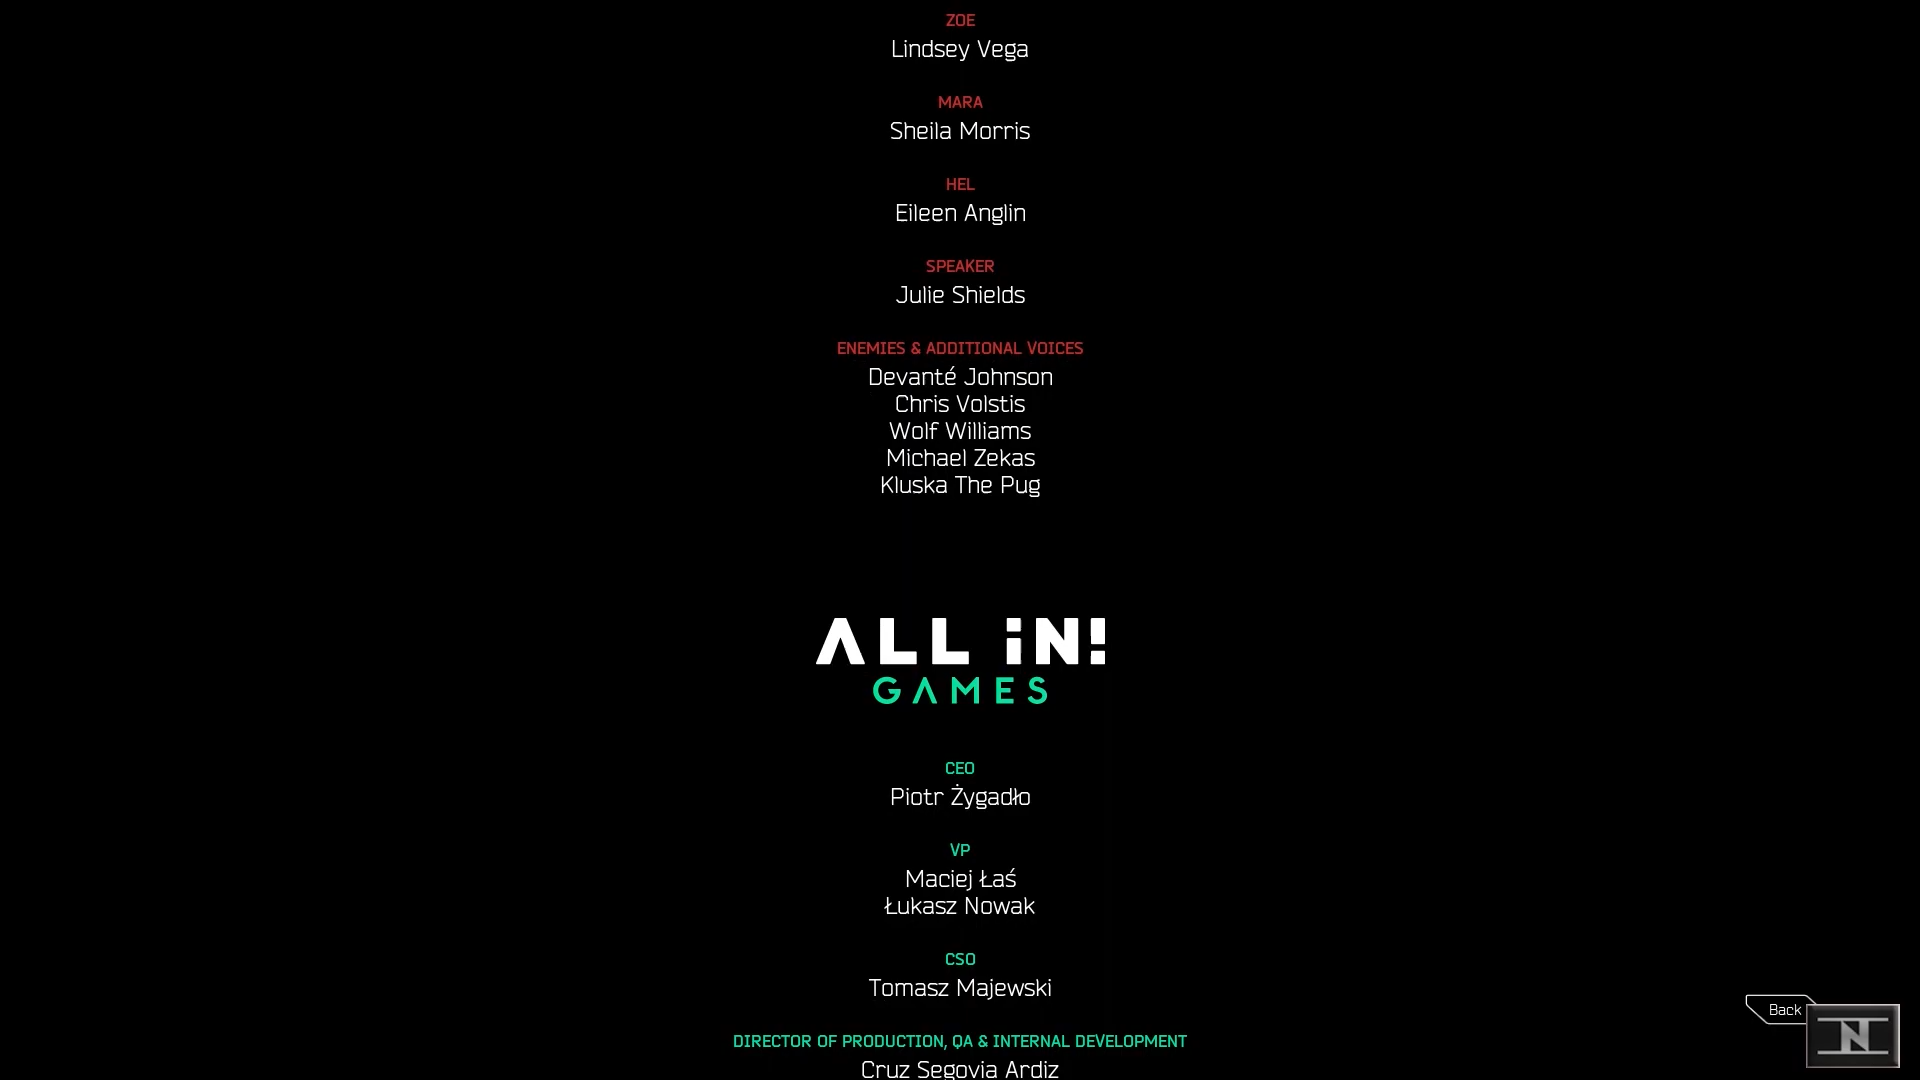 ZOE
Lindsey Vega
MARA
Sheila Morris
HEL
Eileen Anglin
SPEAKER
Julie Shields
ENEMIES & ADDITIONAL VOICES
Devanté Johnson
Chris Volstis
Wolf Williams
Michael Zekas
Kluska The Pug
ALL iN!
GAMES
CEO
Piotr Żygadło
VP
Maciej Łaś
Łukasz Nowak
CSO
Tomasz Majewski
DIRECTOR OF PRODUCTION, QA & INTERNAL DEVELOPMENT
Cruz Segovia Ardiz
Back
N